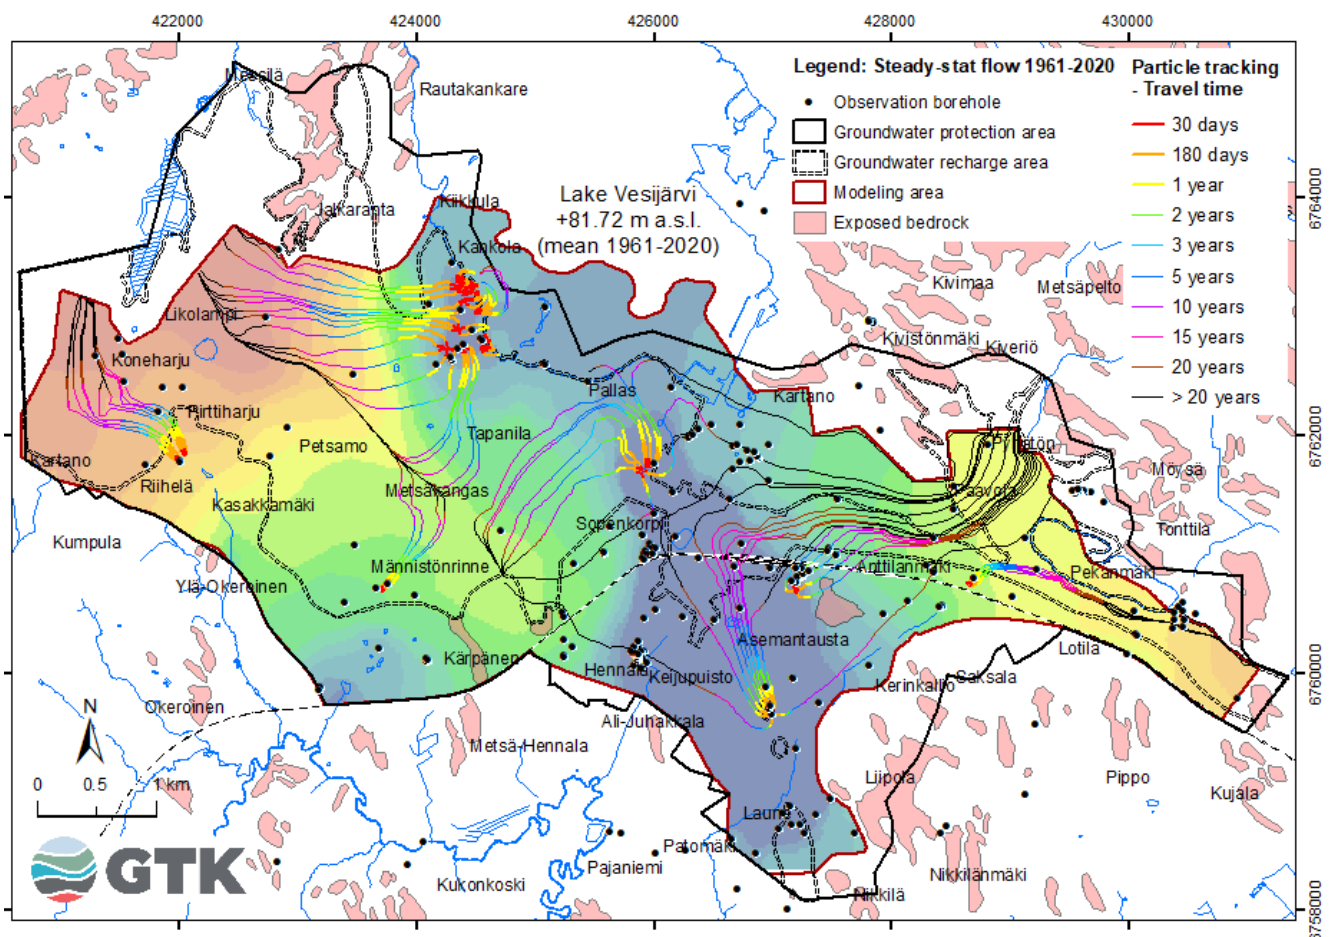 422000 424000 426000 428000 430000
Legend: Steady-stat flow 1961-2020
Observation borehole
Groundwater protection area
Groundwater recharge area
Modeling area
Exposed bedrock
Particle tracking
- Travel time
30 days
180 days
1 year
2 years
3 years
5 years
10 years
15 years
20 years
> 20 years
Messilä
Rautakankare
Jalkaranta
Kiikkula
Lake Vesijärvi
+81.72 m a.s.l.
(mean 1961-2020)
Kankola
6764000
Kivimaa
Metsäpelto
Likolampi
Kivistönmäki
Kiveriö
Koneharju
Pallas
Kartano
Pirttiharju
Petsamo
Tapanila
6762000
Kartano
Riihelä
Möysä
Metsäkangas
Paavola
Kasakkamäki
Sopenkorpi
Tonttila
Kumpula
Männistönrinne
Anttilanmäki
Pekanmäki
Ylä-Okeroinen
Asemantausta
Lotila
Kärpänen
Hennala
Keijupuisto
Kerinkallio
Saksala
6760000
Okeroinen
N
Ali-Juhakkala
Metsä-Hennala
Liipola
Pippo
Kujala
0 0.5 1 km
Laune
Patomäki
GTK
Pajaniemi
Kukonkoski
Nikkilänmäki
Nikkilä
6758000